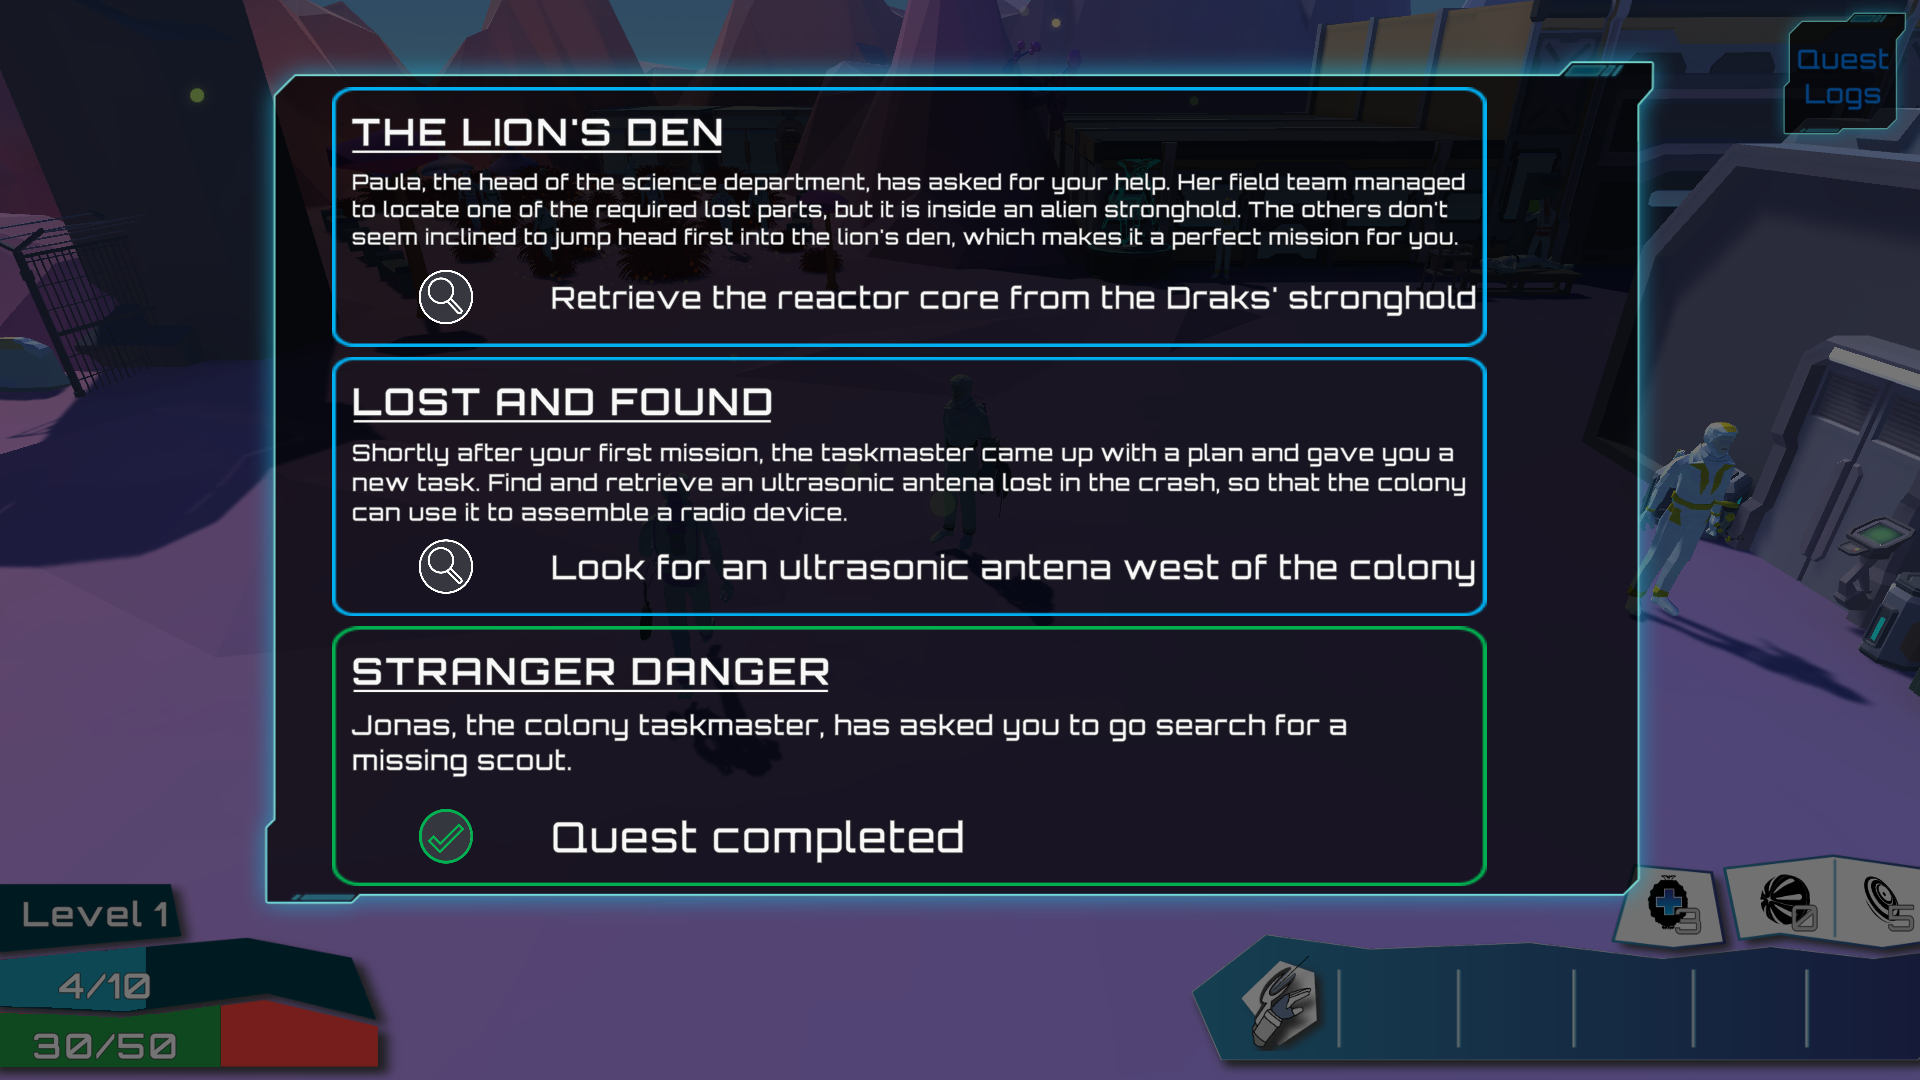 Quest
Logs
THE LION'S DEN
Paula, the head of the science department, has asked for your help. Her field team managed
to locate one of the required lost parts, but it is inside an alien stronghold. The others don't
seem inclined to jump head first into the lion's den, which makes it a perfect mission for you.
Retrieve the reactor core from the Draks' stronghold
LOST AND FOUND
Shortly after your first mission, the taskmaster came up with a plan and gave you a
new task. Find and retrieve an ultrasonic antena lost in the crash, so that the colony
can use it to assemble a radio device.
Look for an ultrasonic antena west of the colony
STRANGER DANGER
Jonas, the colony taskmaster, has asked you to go search for a
missing scout.
Quest completed
Level 1
4/10
30/50
3
0
5